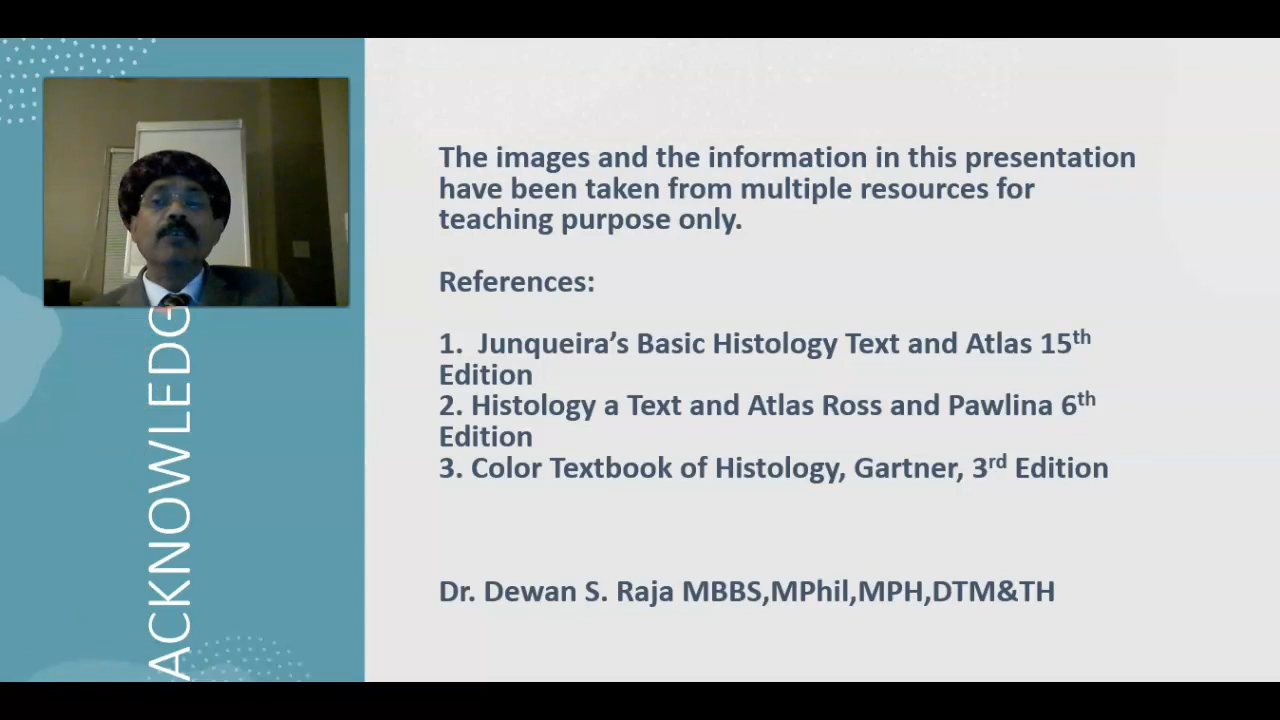 ACKNOWLEDG
The images and the information in this presentation
have been taken from multiple resources for
teaching purpose only.
References:
1.  Junqueira's Basic Histology Text and Atlas 15th
Edition
2. Histology a Text and Atlas Ross and Pawlina 6th
Edition
3. Color Textbook of Histology, Gartner, 3rd Edition
Dr. Dewan S. Raja MBBS,MPhil,MPH,DTM&TH